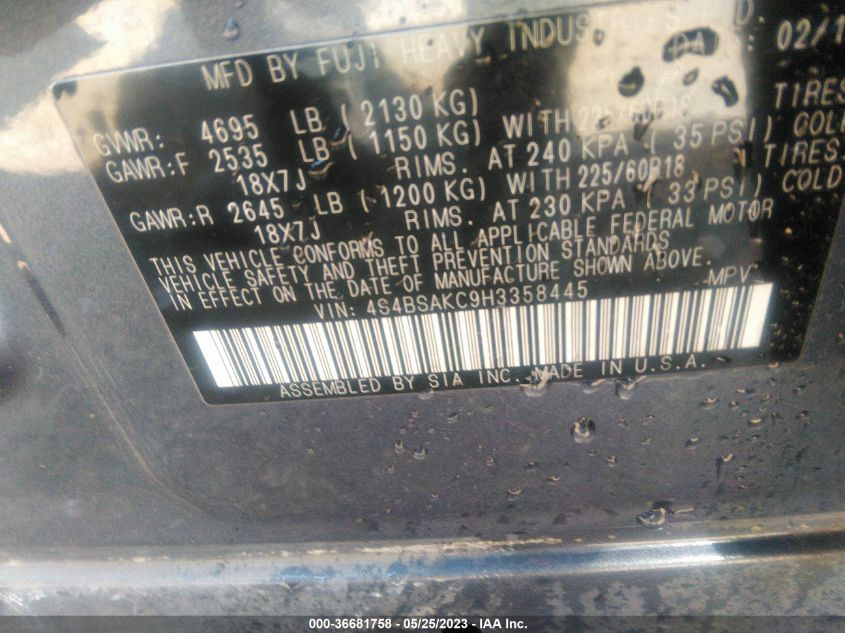 MFD BY FUJI HEAVY INDUST
02/1
GVWR: 4695 LB ( 2130 KG)
TIRES
GAWR:F 2535 LB ( 1150 KG) WITH 225/60R18
COLD
18X7J RIMS. AT 240 KPA ( 35 PSI)
TIRES.
GAWR:R 2645 LB ( 1200 KG) WITH 225/60R18
COLD
18X7J RIMS. AT 230 KPA ( 33 PSI)
THIS VEHICLE CONFORMS TO ALL APPLICABLE FEDERAL MOTOR
VEHICLE SAFETY AND THEFT PREVENTION STANDARDS
IN EFFECT ON THE DATE OF MANUFACTURE SHOWN ABOVE.
VIN: 4S4BSAKC9H3358445 MPV
ASSEMBLED BY SIA INC. MADE IN U.S.A.
000-36681758 - 05/25/2023 - IAA Inc.